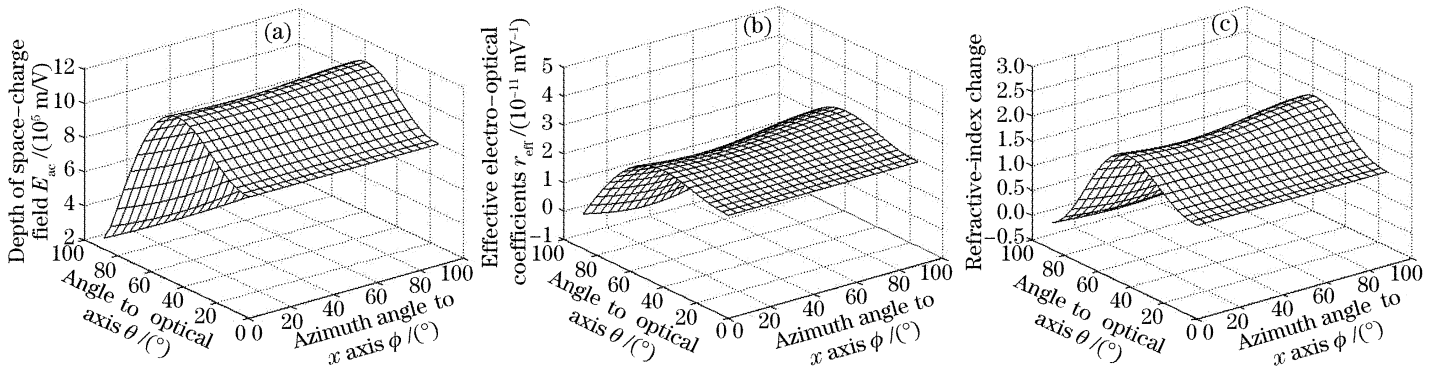 (a)
Depth of space-charge
field E_ac /(10^5 m/V)
12
10
8
6
4
2
100
80
60
40
20
0
Angle to optical
axis θ /(°)
0
20
40
60
80
100
Azimuth angle to
x axis ϕ /(°)
(b)
Effective electro-optical
coefficients r_eff /(10^-11 mV^-1)
5
4
3
2
1
0
-1
100
80
60
40
20
0
Angle to optical
axis θ /(°)
0
20
40
60
80
100
Azimuth angle to
x axis ϕ /(°)
(c)
Refractive-index change
3.0
2.5
2.0
1.5
1.0
0.5
0.0
-0.5
100
80
60
40
20
0
Angle to optical
axis θ /(°)
0
20
40
60
80
100
Azimuth angle to
x axis ϕ /(°)